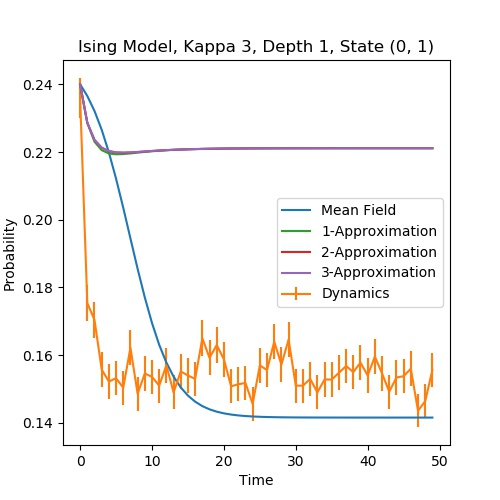 Ising Model, Kappa 3, Depth 1, State (0, 1)
0.24
0.22
0.20
0.18
0.16
0.14
Probability
Mean Field
1-Approximation
2-Approximation
3-Approximation
Dynamics
0 10 20 30 40 50
Time